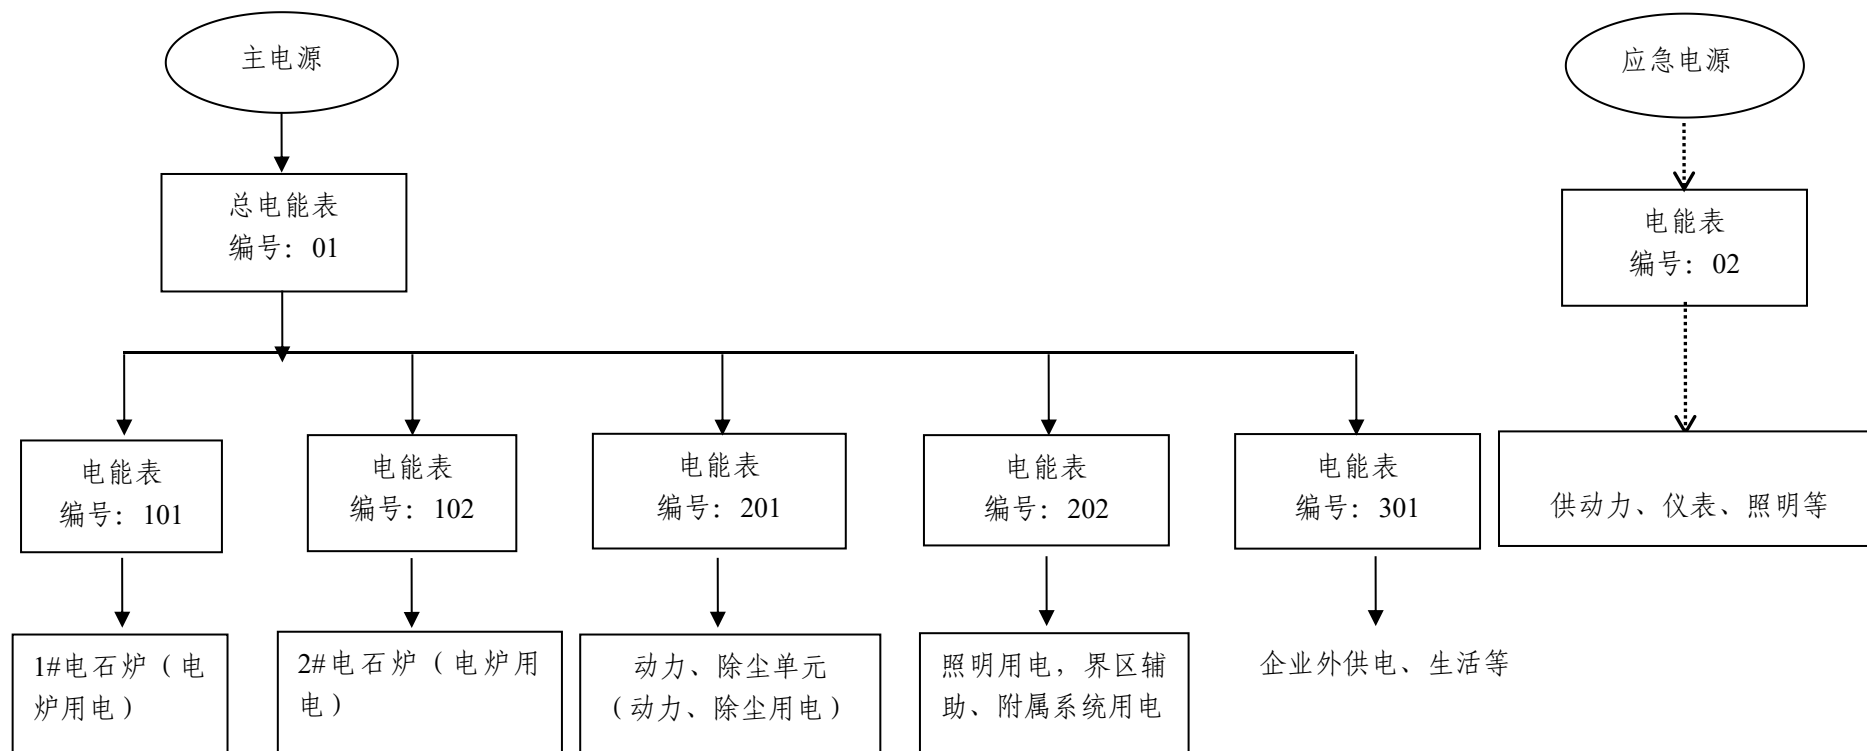 主电源
应急电源
总电能表
编号：01
电能表
编号：02
电能表
编号：101
电能表
编号：102
电能表
编号：201
电能表
编号：202
电能表
编号：301
供动力、仪表、照明等
1#电石炉（电
炉用电）
2#电石炉（电炉用
电）
动力、除尘单元
（动力、除尘用电）
照明用电，界区辅
助、附属系统用电
企业外供电、生活等